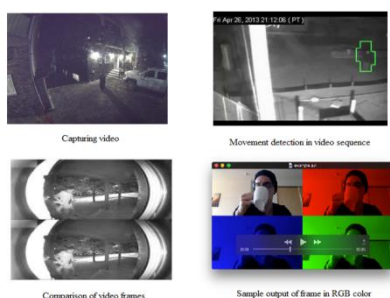 Fri Apr 26, 2013 21:12:06 ( PT )
Capturing video
Movement detection in video sequence
Comparison of video frames
Sample output of frame in RGB color